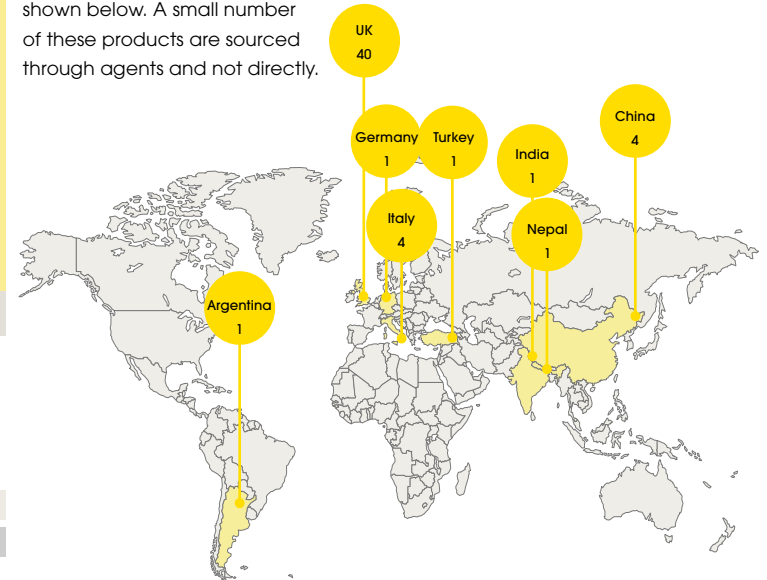 shown below. A small number
of these products are sourced
through agents and not directly.
UK
40
Germany
1
Turkey
1
India
1
China
4
Italy
4
Nepal
1
Argentina
1